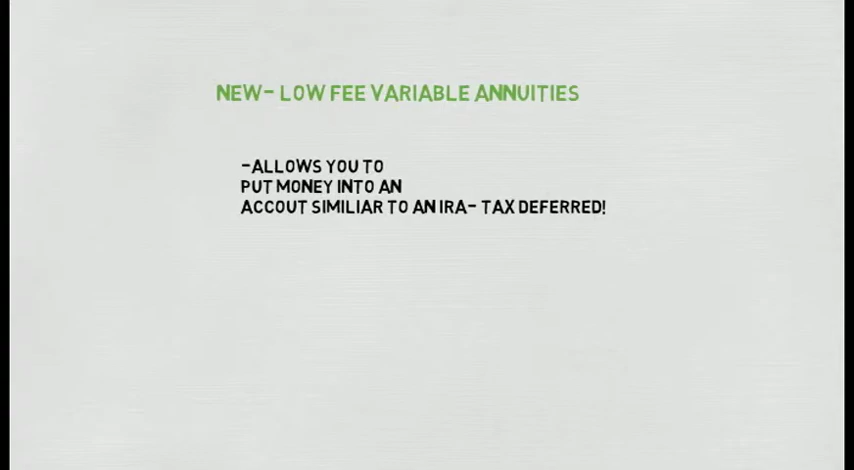 NEW- LOW FEE VARIABLE ANNUITIES
-ALLOWS YOU TO
PUT MONEY INTO AN
ACCOUT SIMILIAR TO AN IRA- TAX DEFERRED!